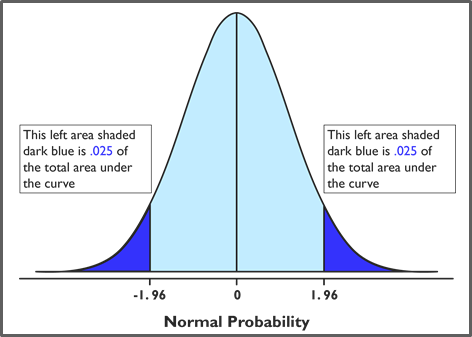 This left area shaded
dark blue is .025 of
the total area under
the curve
This left area shaded
dark blue is .025 of
the total area under
the curve
-1.96
0
1.96
Normal Probability